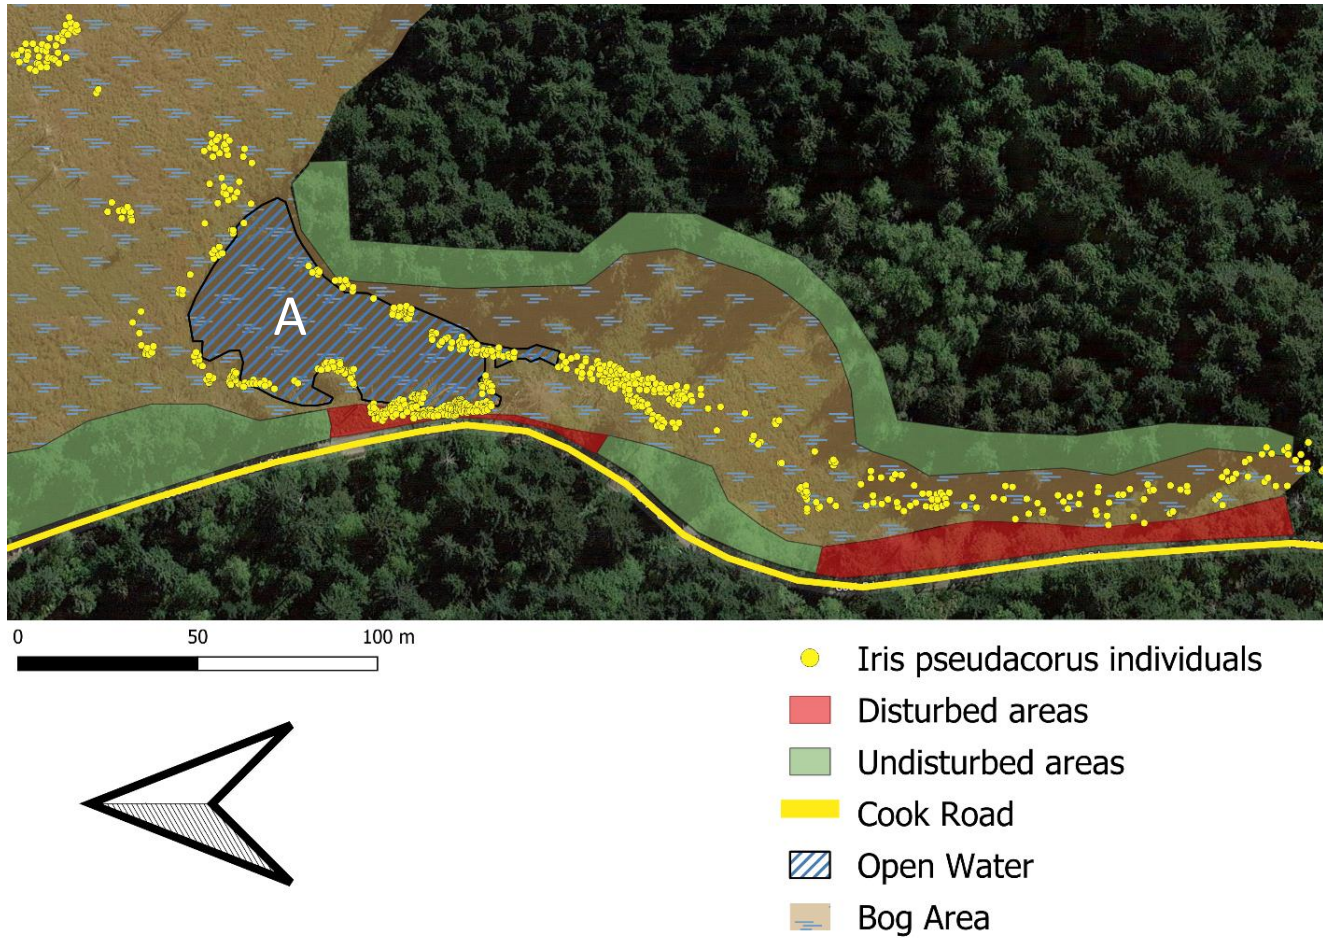 A
0 50 100 m
Iris pseudacorus individuals
Disturbed areas
Undisturbed areas
Cook Road
Open Water
Bog Area